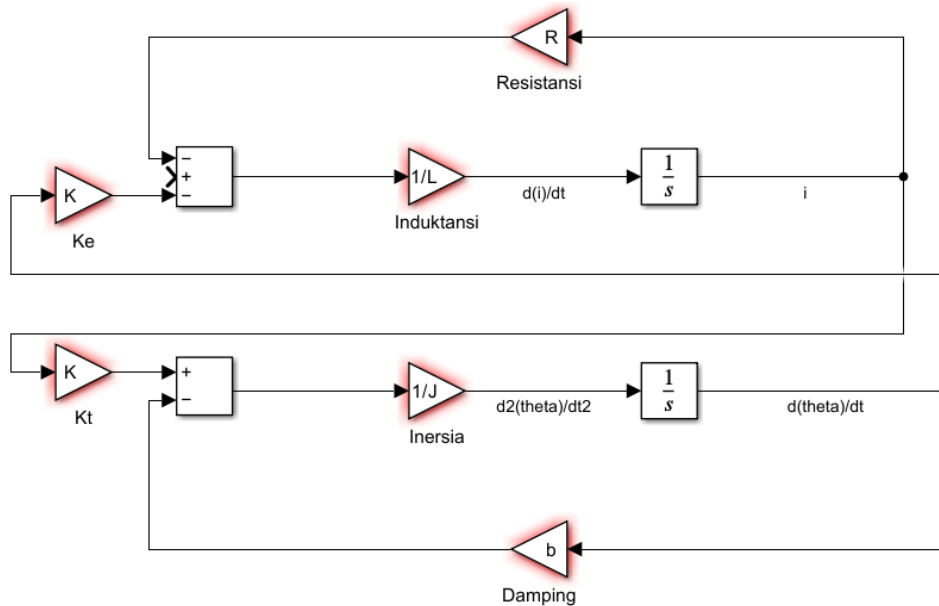 R
Resistansi
−
+
−
K
Ke
1/L
Induktansi
d(i)/dt
1
s
i
K
Kt
+
−
1/J
Inersia
d2(theta)/dt2
1
s
d(theta)/dt
b
Damping